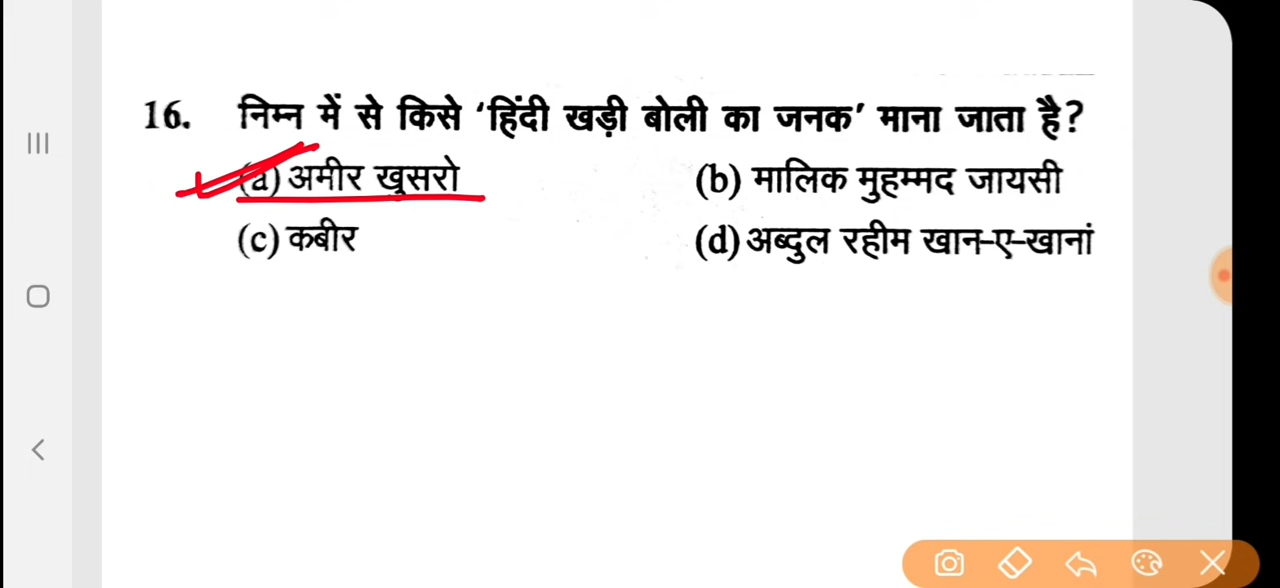 16. निम्न में से किसे ‘हिंदी खड़ी बोली का जनक’ माना जाता है?
(a) अमीर खुसरो (b) मालिक मुहम्मद जायसी
(c) कबीर (d) अब्दुल रहीम खान-ए-खानां